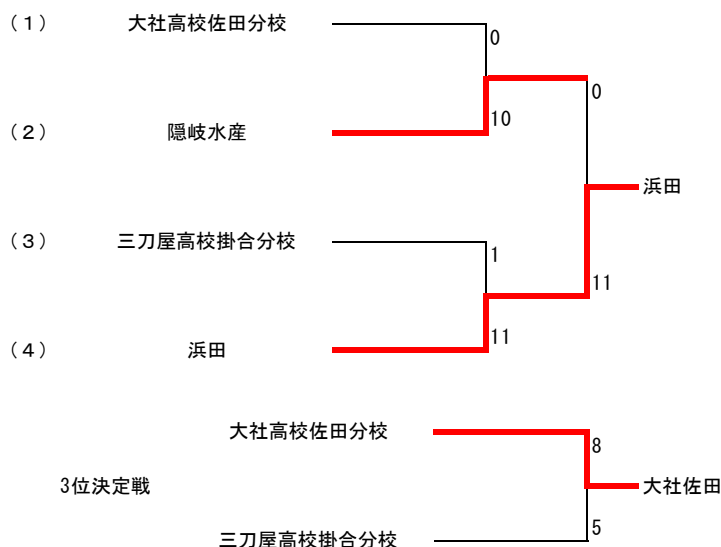 (１) 大社高校佐田分校
0
0
(２) 隠岐水産
10
浜田
(３) 三刀屋高校掛合分校
1
11
(４) 浜田
11
大社高校佐田分校
8
3位決定戦
大社佐田
5
三刀屋高校掛合分校